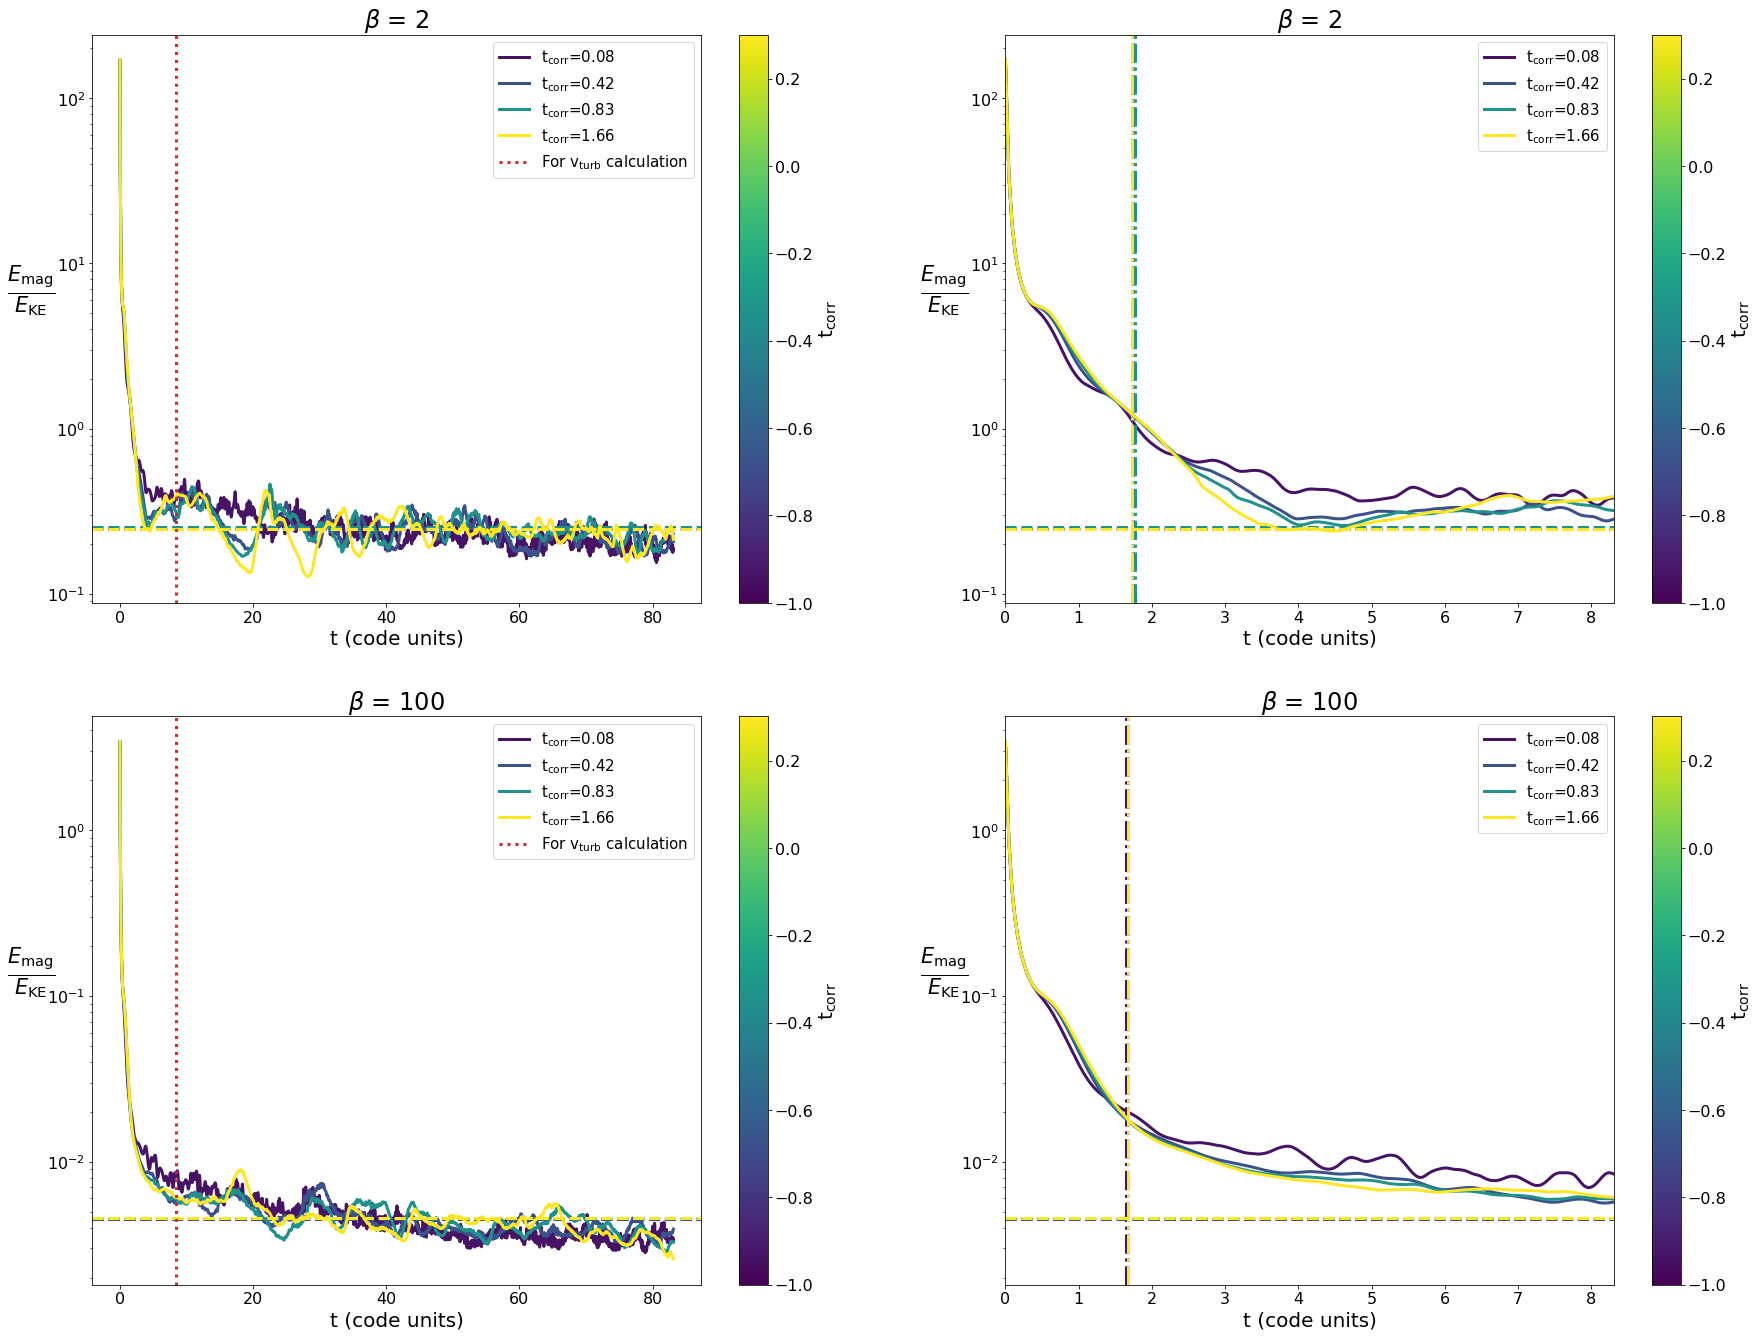 β = 2
t_corr=0.08
t_corr=0.42
t_corr=0.83
t_corr=1.66
For v_turb calculation
10²
10¹
10⁰
10⁻¹
E_mag
E_KE
0 20 40 60 80
t (code units)
0.2
0.0
−0.2
−0.4
−0.6
−0.8
−1.0
t_corr
β = 2
t_corr=0.08
t_corr=0.42
t_corr=0.83
t_corr=1.66
10²
10¹
10⁰
10⁻¹
E_mag
E_KE
0 1 2 3 4 5 6 7 8
t (code units)
0.2
0.0
−0.2
−0.4
−0.6
−0.8
−1.0
t_corr
β = 100
t_corr=0.08
t_corr=0.42
t_corr=0.83
t_corr=1.66
For v_turb calculation
10⁰
10⁻¹
10⁻²
E_mag
E_KE
0 20 40 60 80
t (code units)
0.2
0.0
−0.2
−0.4
−0.6
−0.8
−1.0
t_corr
β = 100
t_corr=0.08
t_corr=0.42
t_corr=0.83
t_corr=1.66
10⁰
10⁻¹
10⁻²
E_mag
E_KE
0 1 2 3 4 5 6 7 8
t (code units)
0.2
0.0
−0.2
−0.4
−0.6
−0.8
−1.0
t_corr